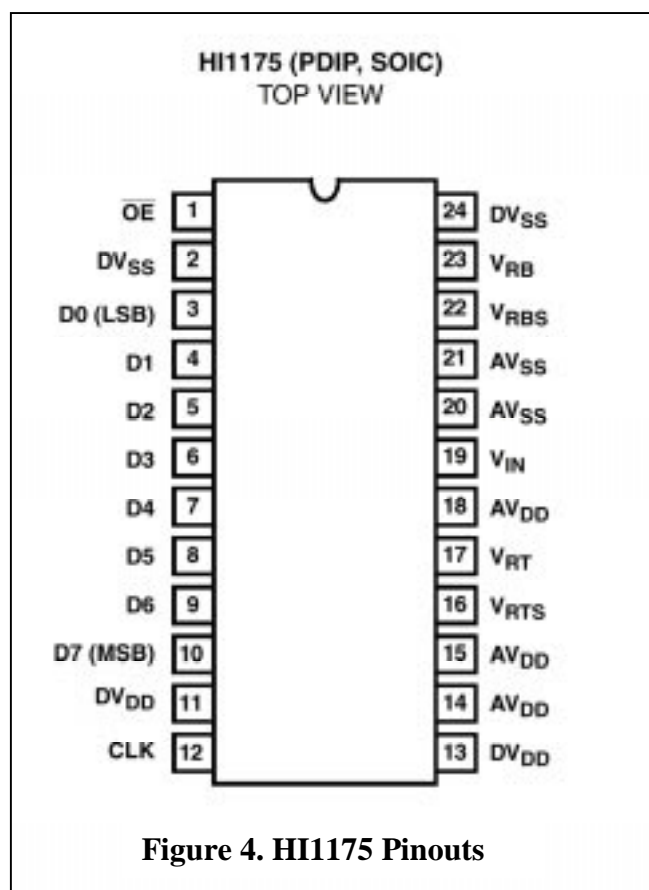 HI1175 (PDIP, SOIC)
TOP VIEW
OE 1 24 DVSS
DVSS 2 23 VRB
D0 (LSB) 3 22 VRBS
D1 4 21 AVSS
D2 5 20 AVSS
D3 6 19 VIN
D4 7 18 AVDD
D5 8 17 VRT
D6 9 16 VRTS
D7 (MSB) 10 15 AVDD
DVDD 11 14 AVDD
CLK 12 13 DVDD
Figure 4. HI1175 Pinouts